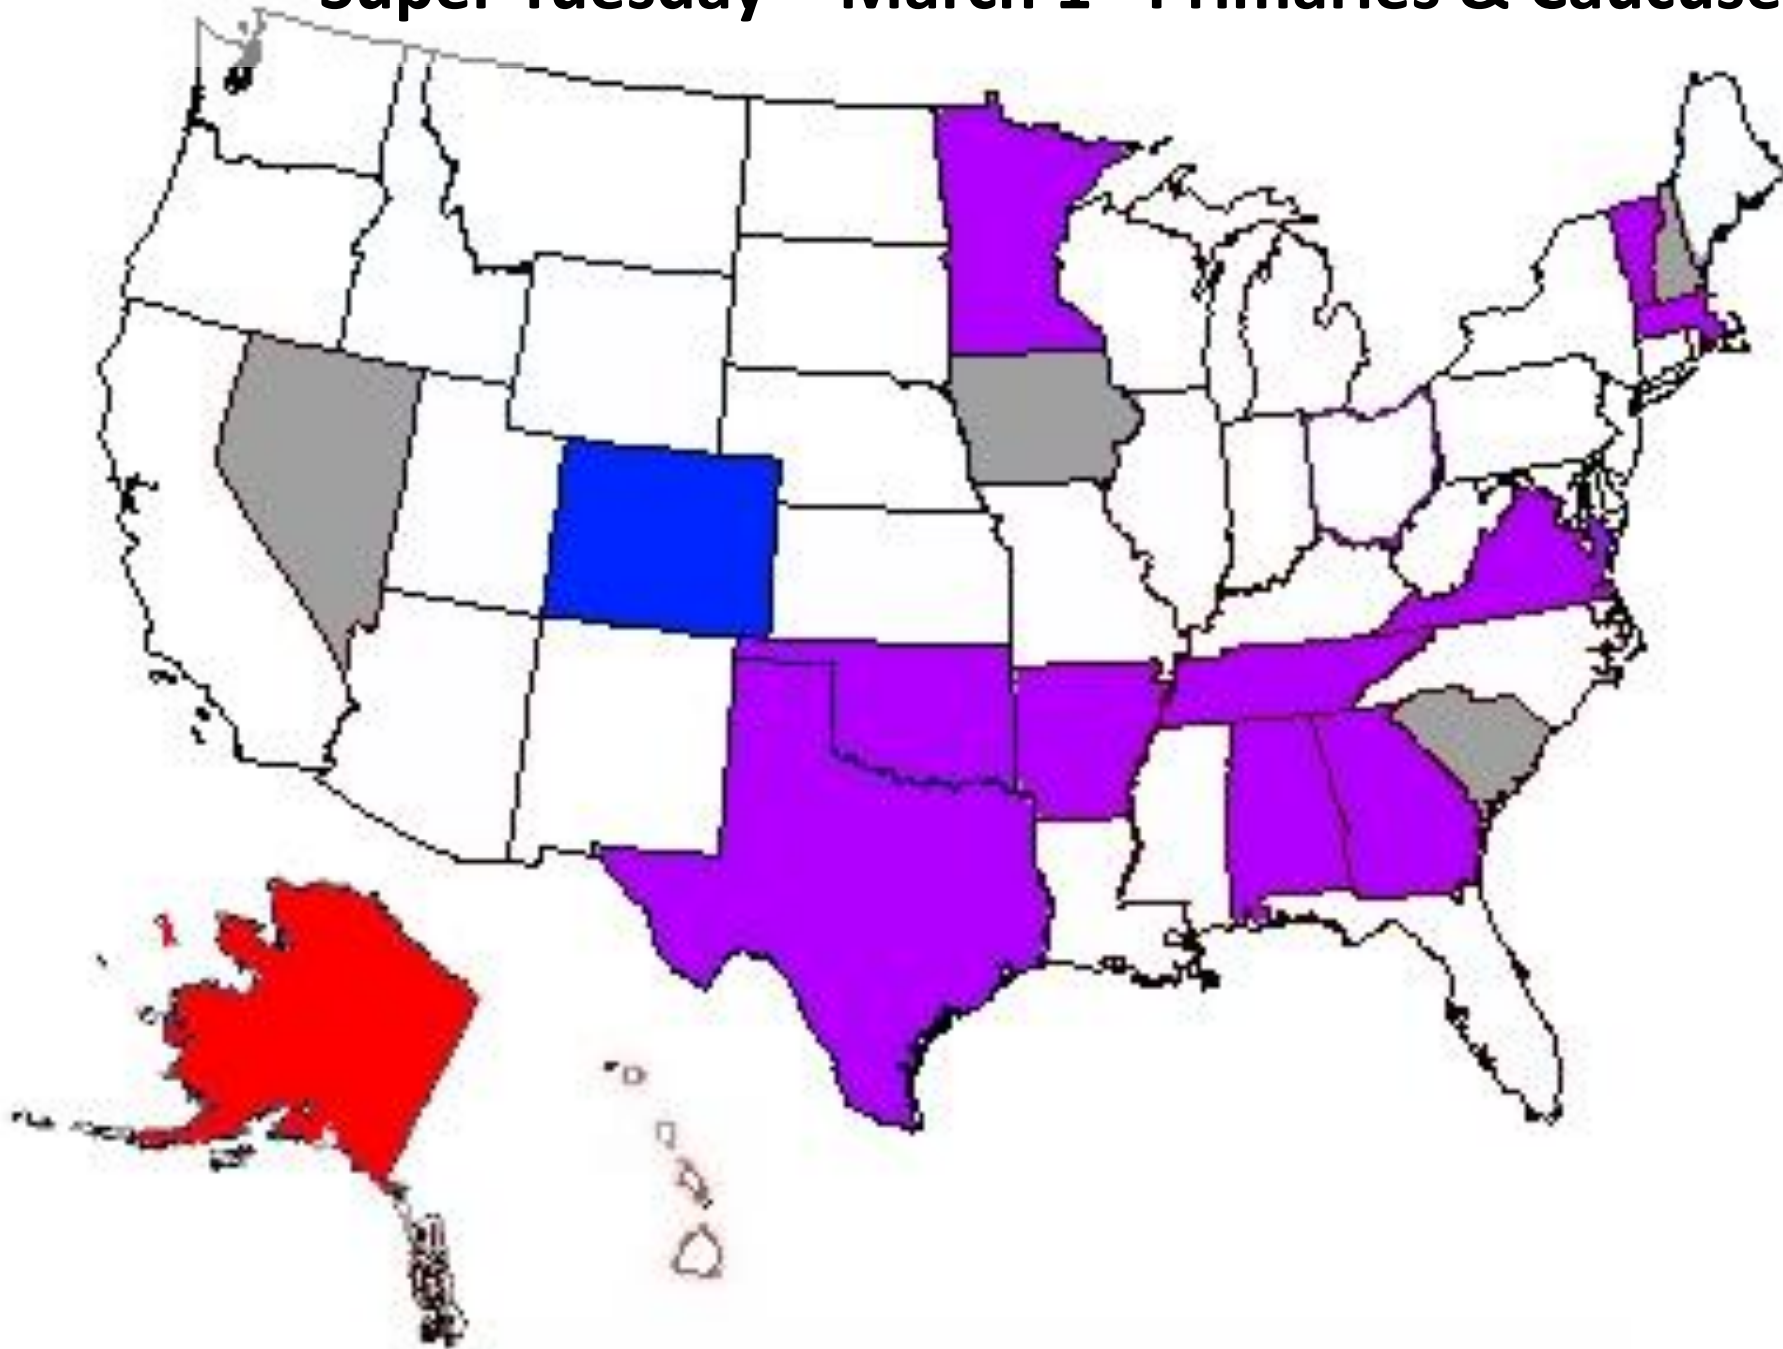 Super Tuesday – March 1 - Primaries & Caucuse